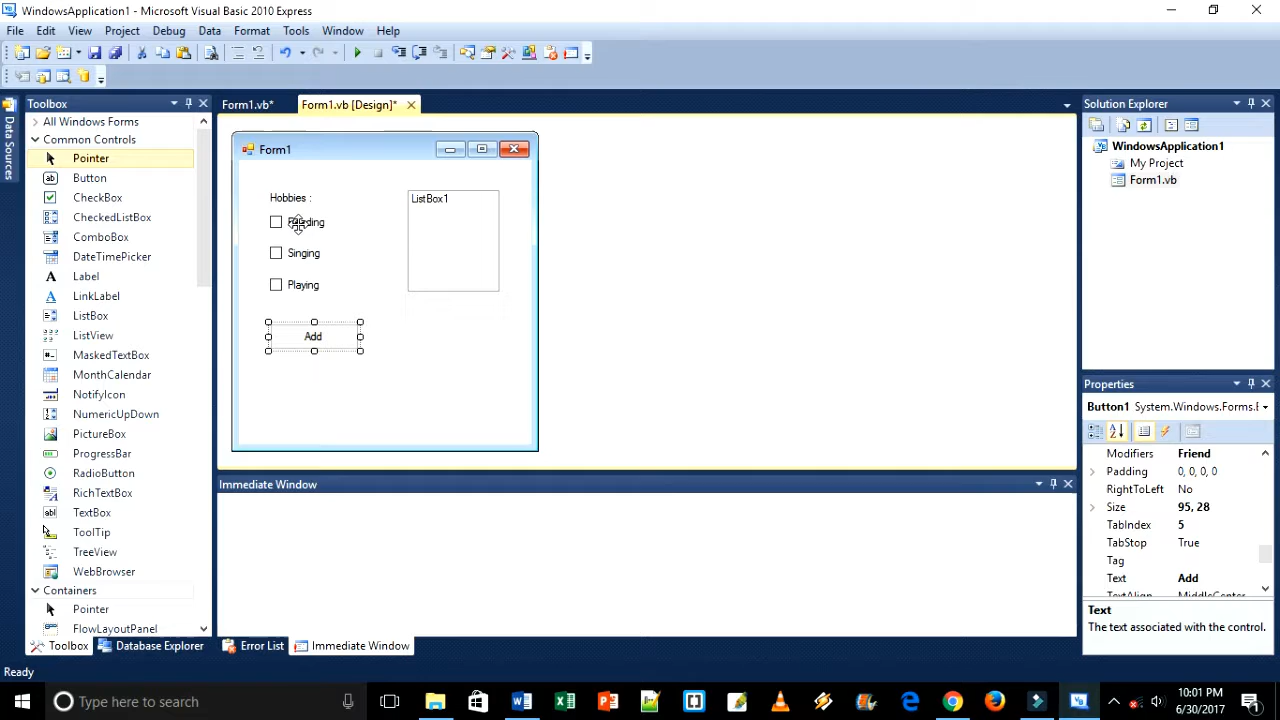 WindowsApplication1 - Microsoft Visual Basic 2010 Express
File Edit View Project Debug Data Format Tools Window Help
Data Sources
Toolbox
All Windows Forms
Common Controls
Pointer
Button
CheckBox
CheckedListBox
ComboBox
DateTimePicker
Label
LinkLabel
ListBox
ListView
MaskedTextBox
MonthCalendar
NotifyIcon
NumericUpDown
PictureBox
ProgressBar
RadioButton
RichTextBox
TextBox
ToolTip
TreeView
WebBrowser
Containers
Pointer
FlowLayoutPanel
Toolbox Database Explorer
Form1.vb* Form1.vb [Design]*
Form1
Hobbies :
Singing
Playing
Add
ListBox1
Immediate Window
Error List Immediate Window
Solution Explorer
WindowsApplication1
My Project
Form1.vb
Properties
Button1 System.Windows.Forms.
Modifiers Friend
Padding 0, 0, 0, 0
RightToLeft No
Size 95, 28
TabIndex 5
TabStop True
Tag
Text Add
TextAlign MiddleCenter
Text
The text associated with the control.
Ready
Type here to search
10:01 PM
6/30/2017